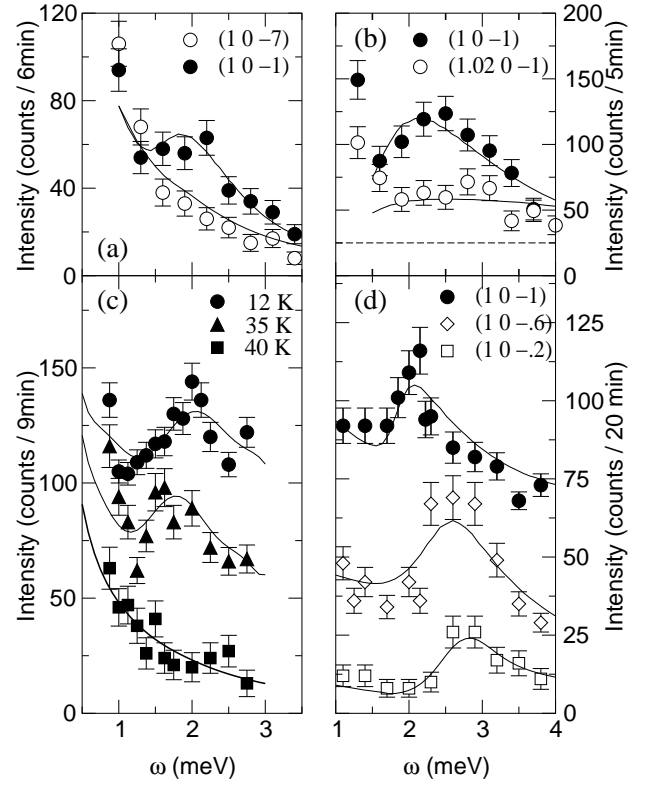 (a)
(1 0 −7)
(1 0 −1)
Intensity (counts / 6min)
0
40
80
120
(b)
(1 0 −1)
(1.02 0 −1)
Intensity (counts / 5min)
0
50
100
150
200
(c)
12 K
35 K
40 K
Intensity (counts / 9min)
0
50
100
150
1
2
3
ω (meV)
(d)
(1 0 −1)
(1 0 −.6)
(1 0 −.2)
Intensity (counts / 20 min)
0
25
50
75
100
125
1
2
3
4
ω (meV)